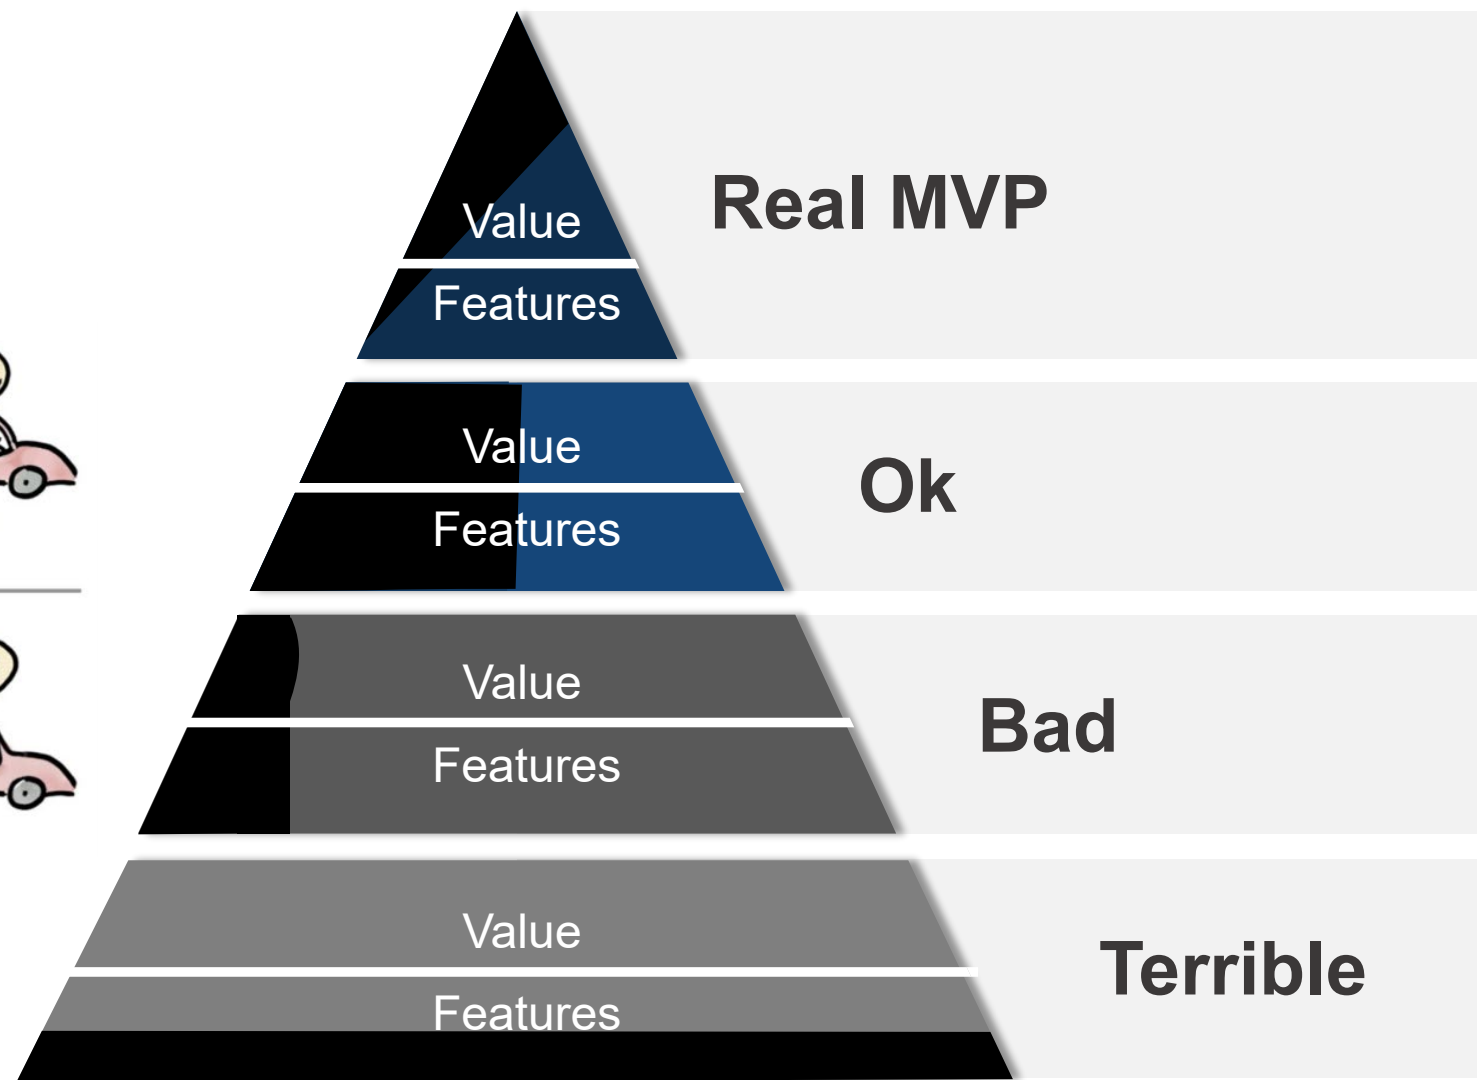 Value
Real MVP
Features
Value
Ok
Features
Value
Bad
Features
Value
Terrible
Features